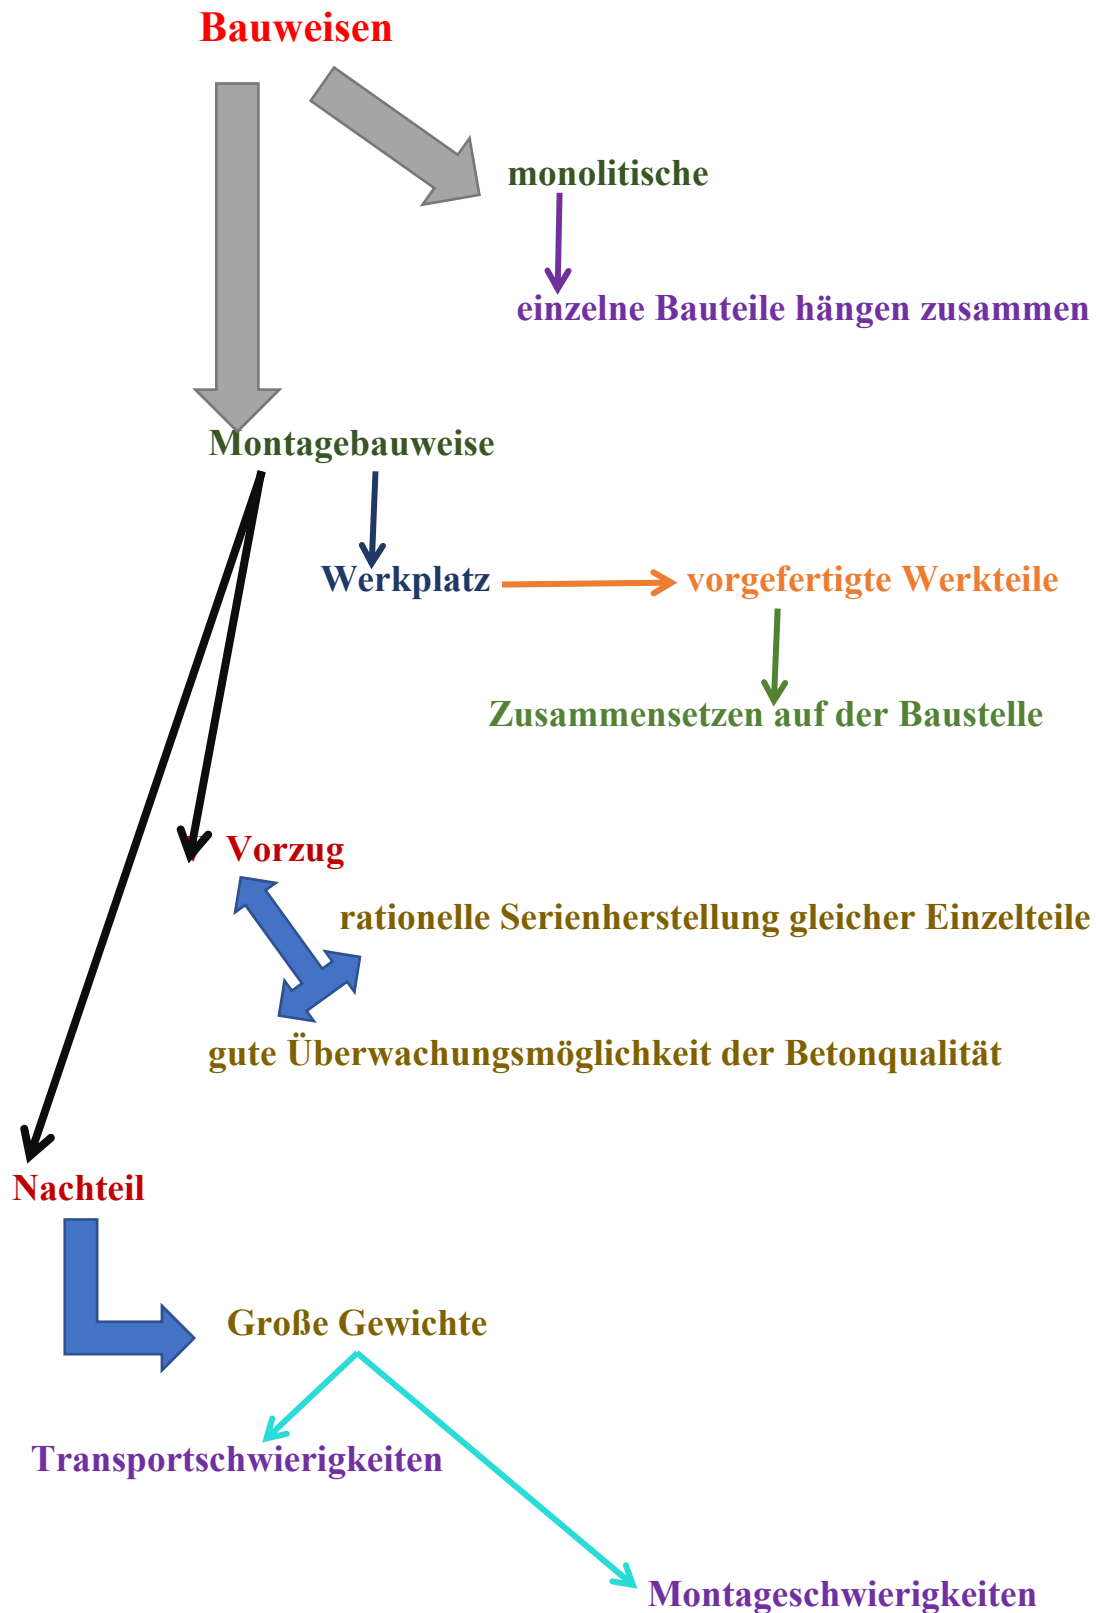 Bauweisen
monolitische
einzelne Bauteile hängen zusammen
Montagebauweise
Werkplatz vorgefertigte Werkteile
Zusammensetzen auf der Baustelle
Vorzug
rationelle Serienherstellung gleicher Einzelteile
gute Überwachungsmöglichkeit der Betonqualität
Nachteil
Große Gewichte
Transportschwierigkeiten
Montageschwierigkeiten